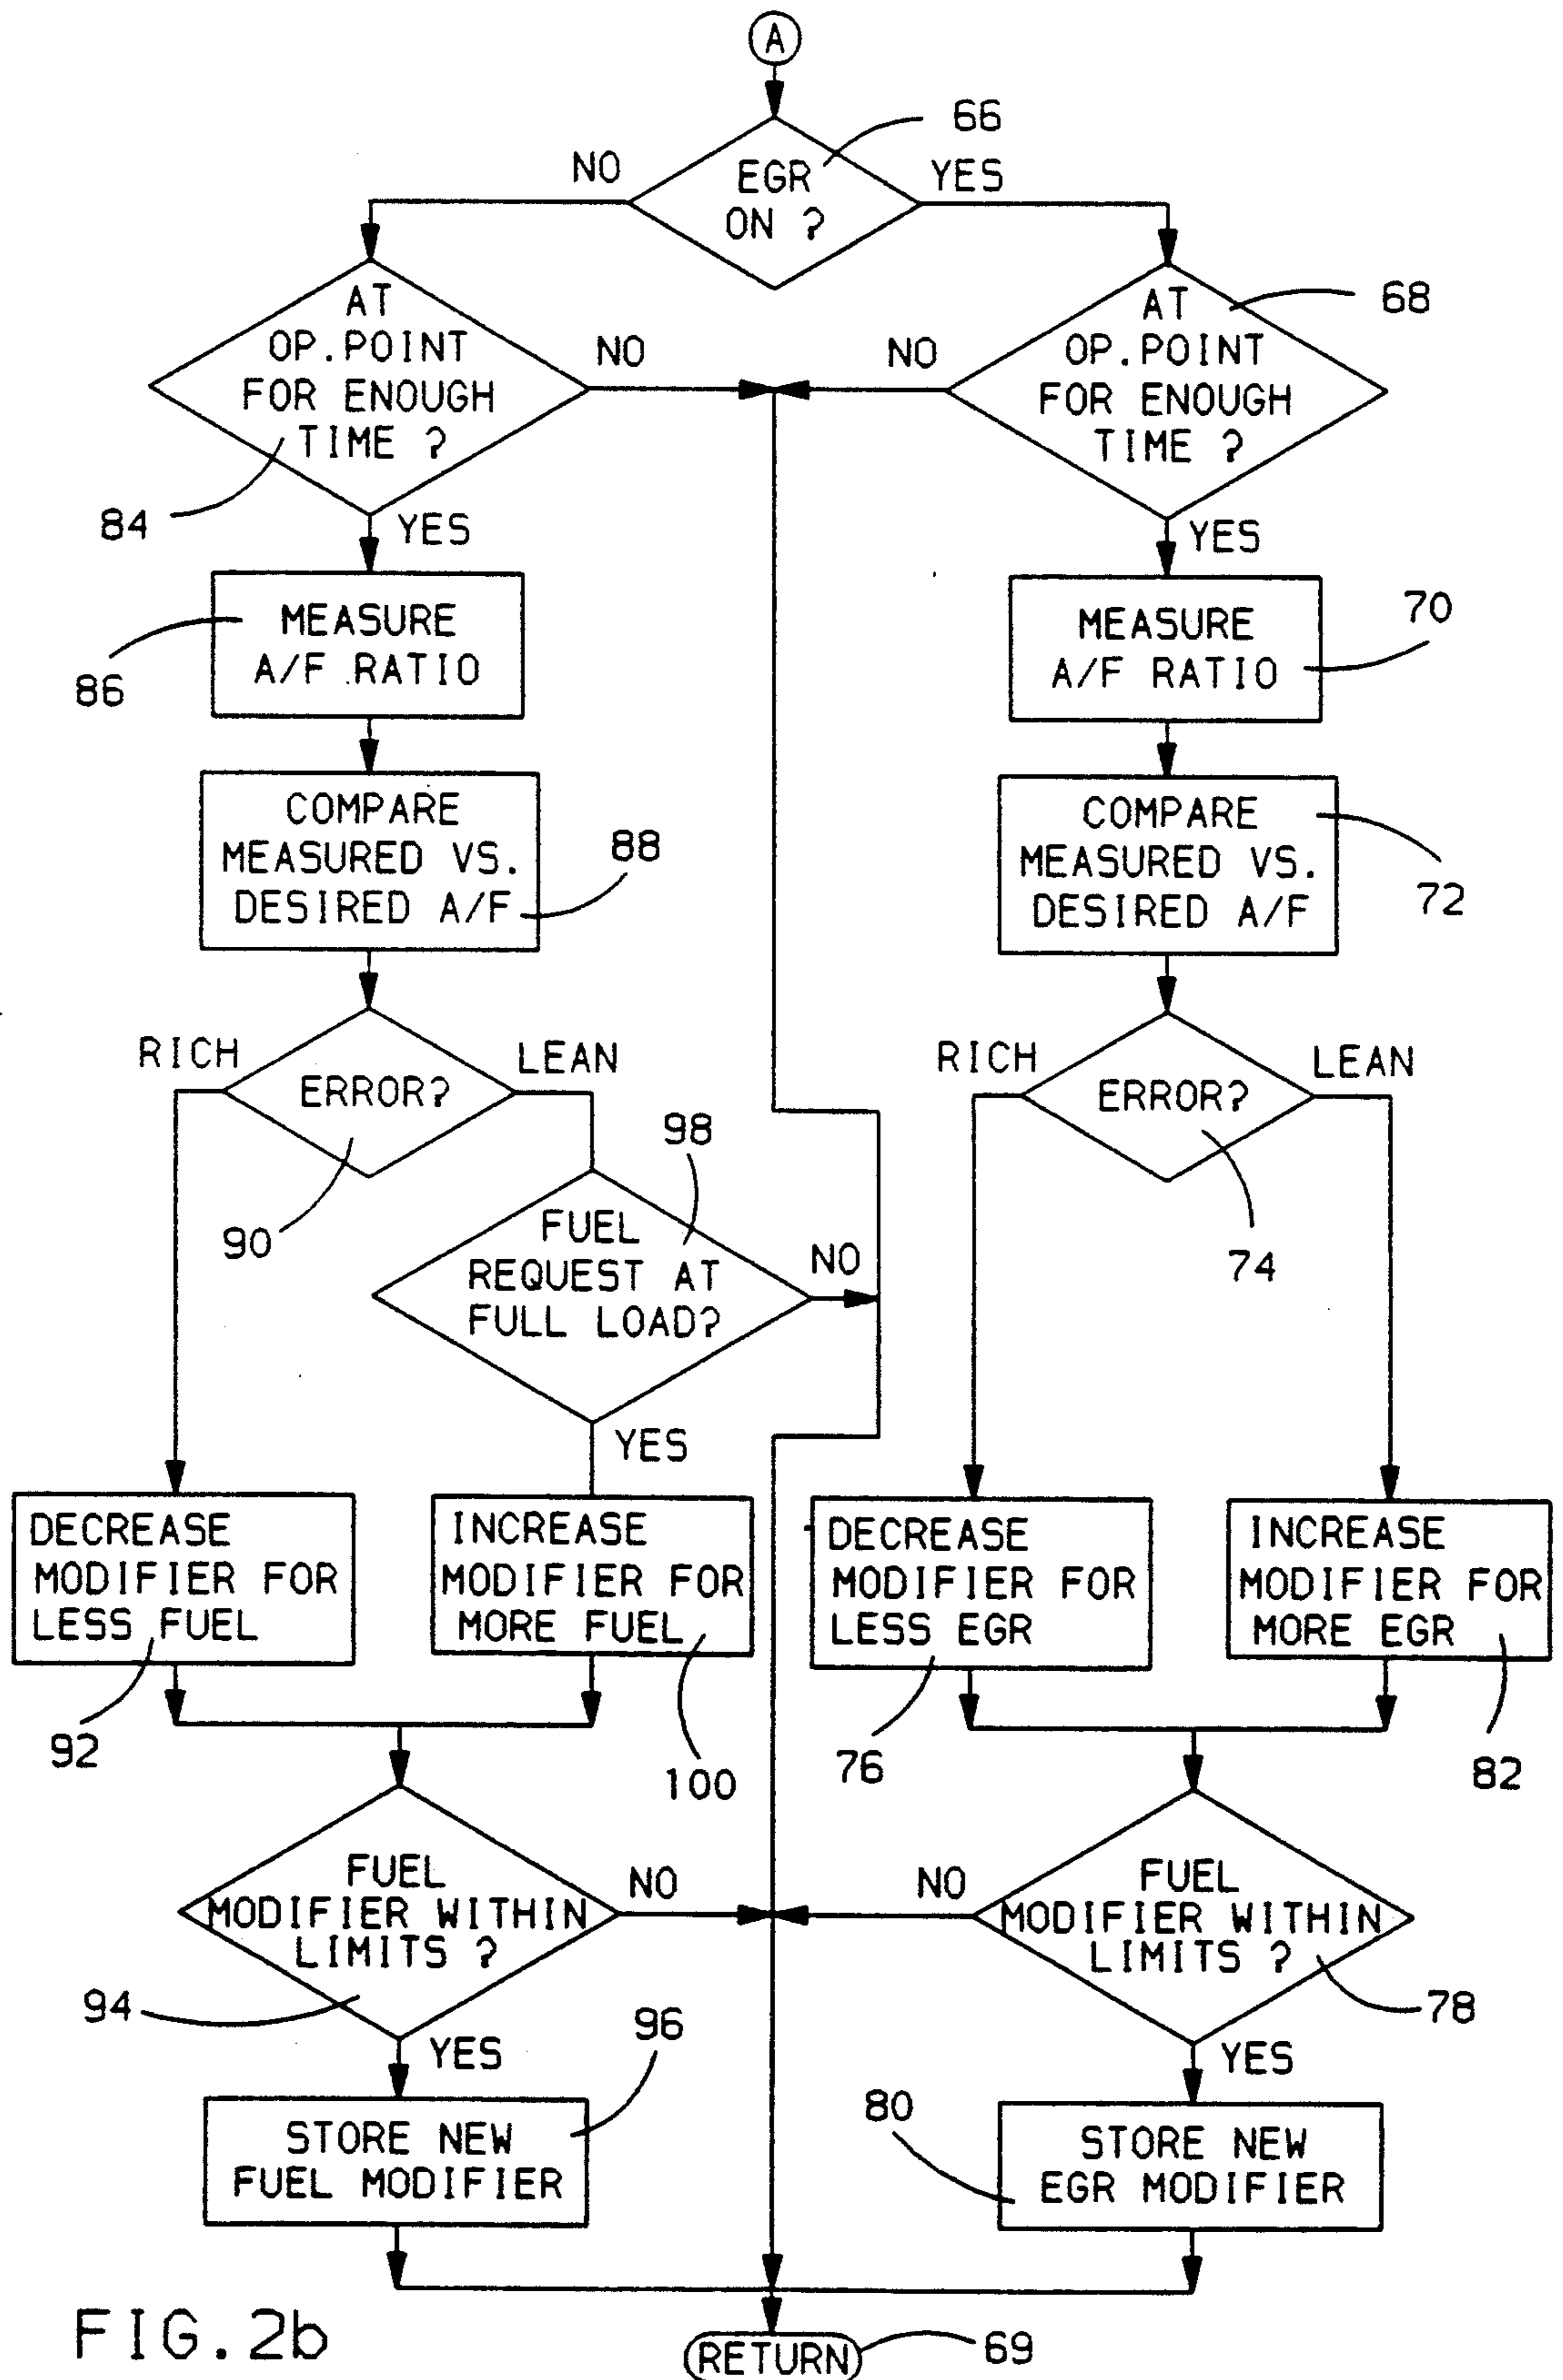 A
66
NO
EGR
ON ?
YES
AT
OP.POINT
FOR ENOUGH
TIME ?
84
NO
NO
AT
OP.POINT
FOR ENOUGH
TIME ?
68
YES
YES
MEASURE
A/F RATIO
86
MEASURE
A/F RATIO
70
COMPARE
MEASURED VS.
DESIRED A/F
88
COMPARE
MEASURED VS.
DESIRED A/F
72
RICH
ERROR?
LEAN
90
RICH
ERROR?
LEAN
74
98
FUEL
REQUEST AT
FULL LOAD?
NO
YES
DECREASE
MODIFIER FOR
LESS FUEL
92
INCREASE
MODIFIER FOR
MORE FUEL
100
DECREASE
MODIFIER FOR
LESS EGR
76
INCREASE
MODIFIER FOR
MORE EGR
82
FUEL
MODIFIER WITHIN
LIMITS ?
94
NO
NO
FUEL
MODIFIER WITHIN
LIMITS ?
78
YES
96
YES
STORE NEW
FUEL MODIFIER
80
STORE NEW
EGR MODIFIER
FIG.2b
RETURN
69